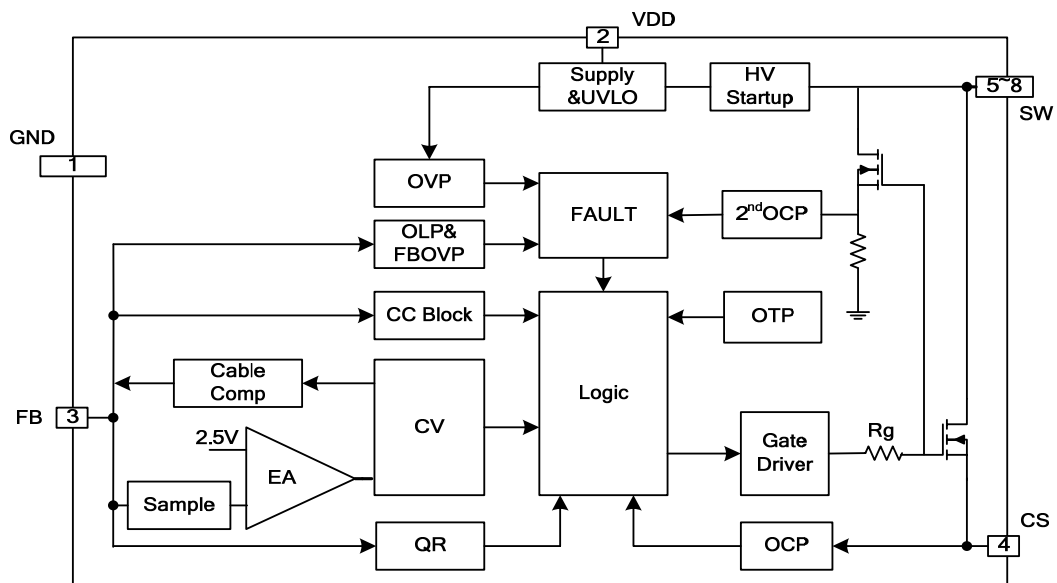 VDD
2
Supply
&UVLO
HV
Startup
5~8
SW
GND
1
OVP
FAULT
2ndOCP
OLP&
FBOVP
CC Block
OTP
Logic
Cable
Comp
FB
3
CV
2.5V
EA
Gate
Driver
Rg
Sample
QR
OCP
CS
4